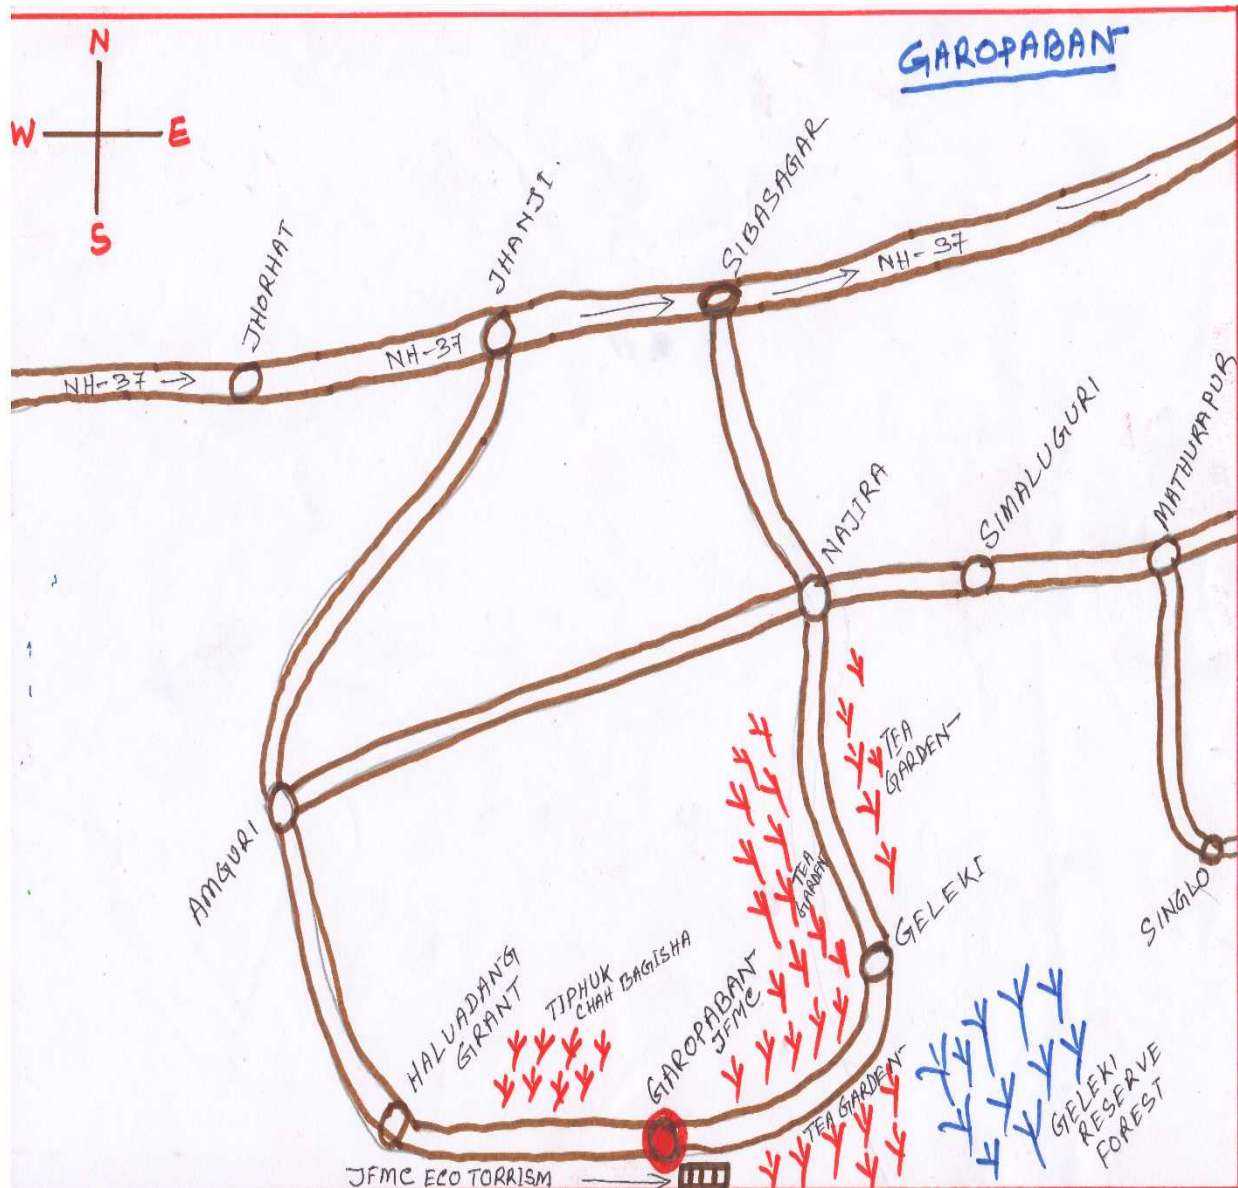 GAROPABAN
N
W
E
S
JHORHAT
JHANJI.
SIBASAGAR
NH-37
NH-37
NH-37
NAJIRA
SIMALUGURI
MATHURAPUR
TEA
GARDEN
TEA
GARDEN
AMGURI
GELEKI
SINGLO
HALUADANG
GRANT
TIPHUK
CHAH BAGISHA
GAROPABAN
JFMC
TEA GARDEN
GELEKI
RESERVE
FOREST
JFMC ECO TORRISM